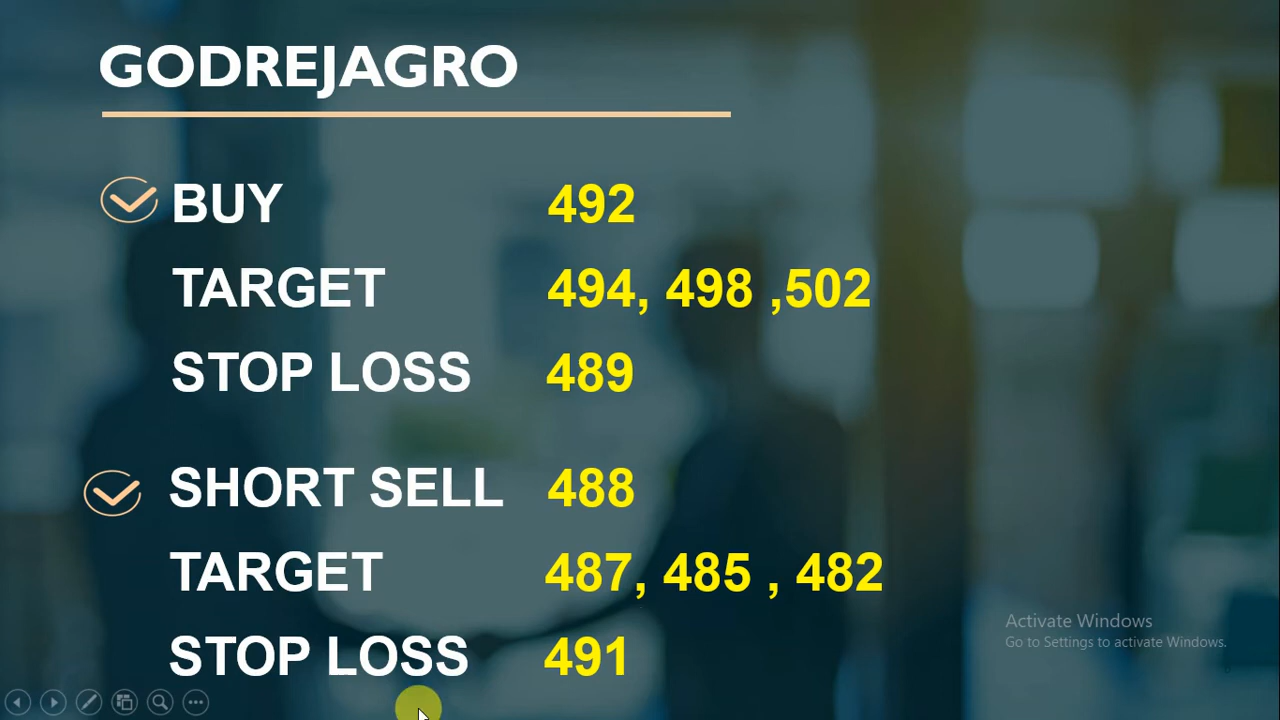 GODREJAGRO
BUY 492
TARGET 494, 498 ,502
STOP LOSS 489
SHORT SELL 488
TARGET 487, 485 , 482
STOP LOSS 491
Activate Windows
Go to Settings to activate Windows.